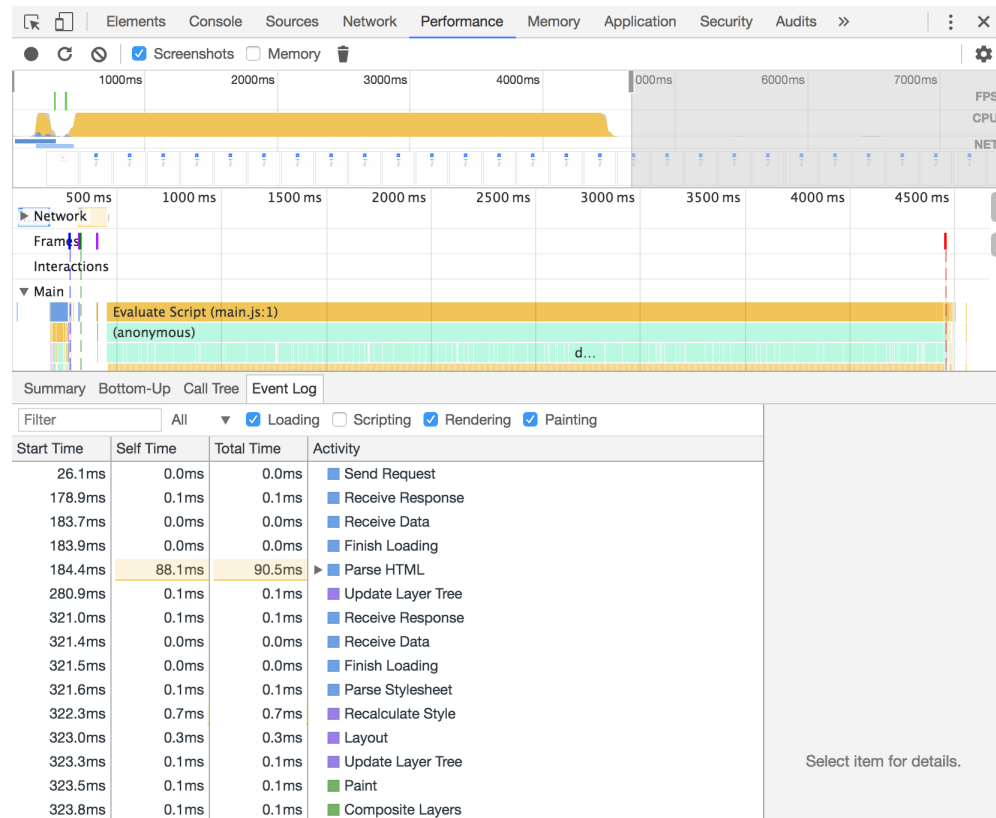 Elements Console Sources Network Performance Memory Application Security Audits »
Screenshots Memory
1000ms 2000ms 3000ms 4000ms 000ms 6000ms 7000ms
FPS
CPU
NET
500 ms 1000 ms 1500 ms 2000 ms 2500 ms 3000 ms 3500 ms 4000 ms 4500 ms
Network
Frames
Interactions
Main
Evaluate Script (main.js:1)
(anonymous)
d...
Summary Bottom-Up Call Tree Event Log
Filter All Loading Scripting Rendering Painting
Start Time Self Time Total Time Activity
26.1ms 0.0ms 0.0ms Send Request
178.9ms 0.1ms 0.1ms Receive Response
183.7ms 0.0ms 0.0ms Receive Data
183.9ms 0.0ms 0.0ms Finish Loading
184.4ms 88.1ms 90.5ms Parse HTML
280.9ms 0.1ms 0.1ms Update Layer Tree
321.0ms 0.1ms 0.1ms Receive Response
321.4ms 0.0ms 0.0ms Receive Data
321.5ms 0.0ms 0.0ms Finish Loading
321.6ms 0.1ms 0.1ms Parse Stylesheet
322.3ms 0.7ms 0.7ms Recalculate Style
323.0ms 0.3ms 0.3ms Layout
323.3ms 0.1ms 0.1ms Update Layer Tree
Select item for details.
323.5ms 0.1ms 0.1ms Paint
323.8ms 0.1ms 0.1ms Composite Layers